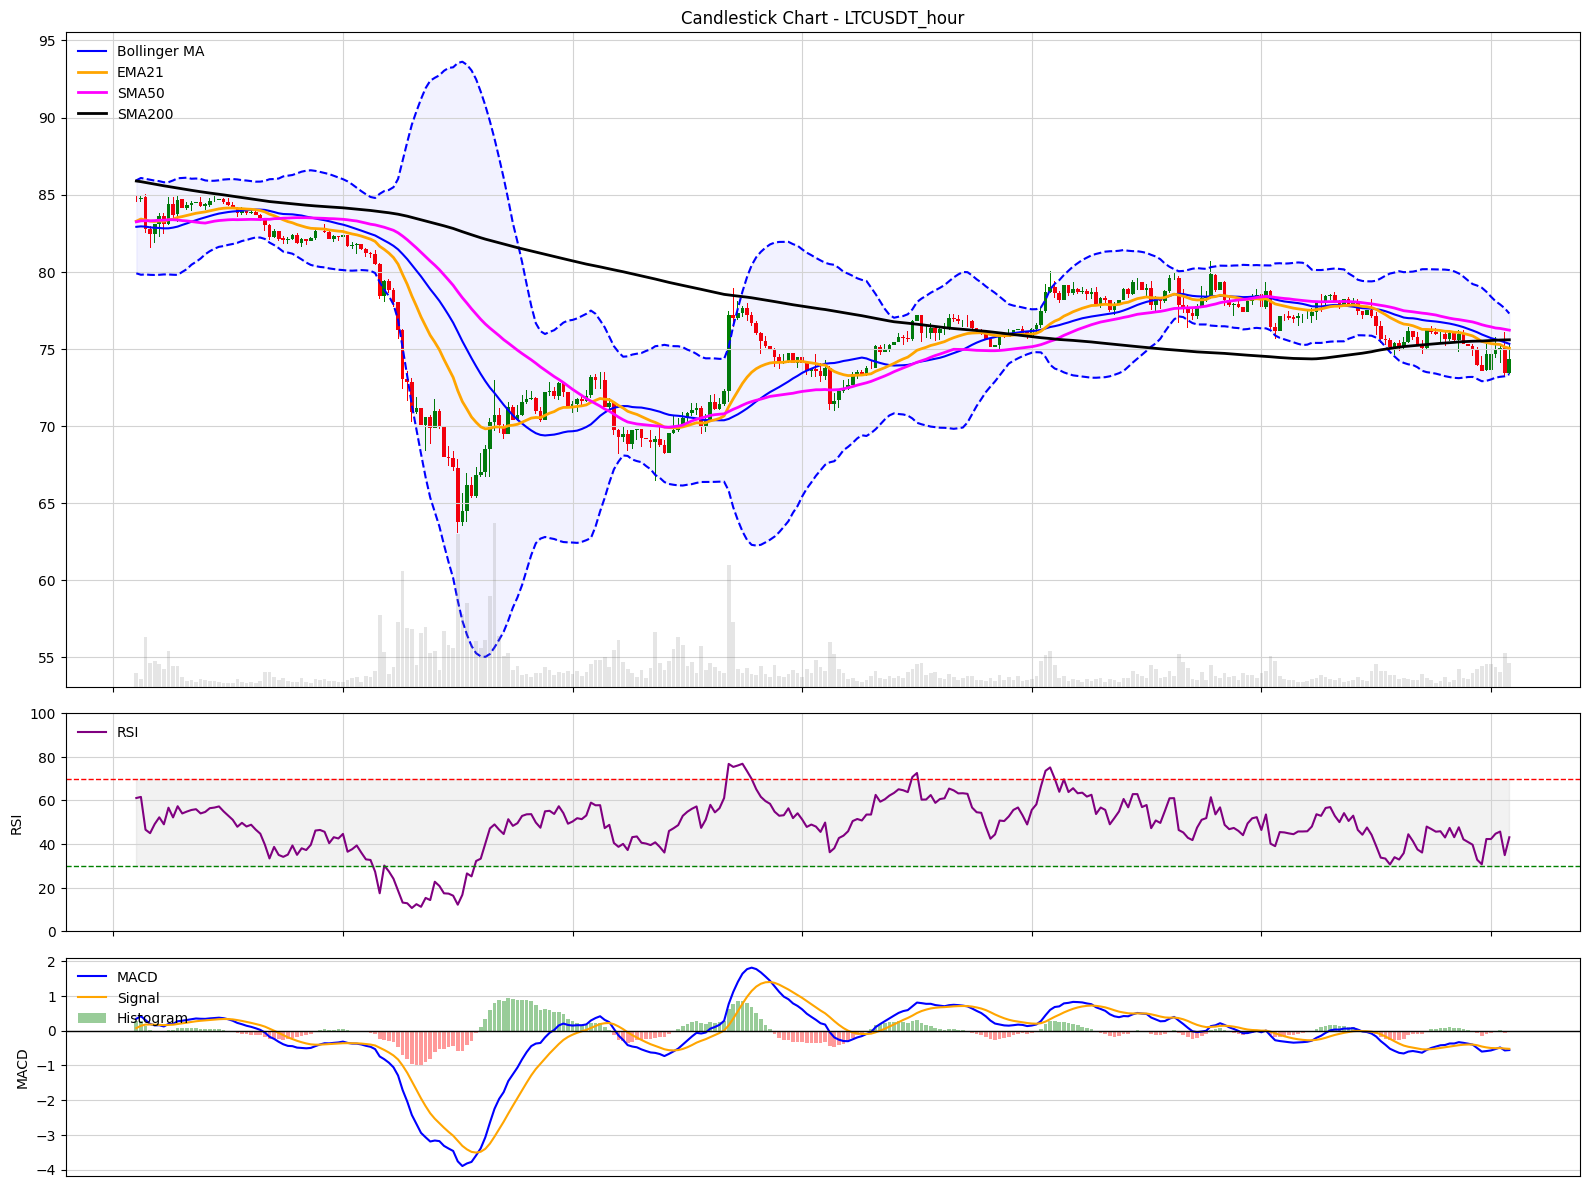 Candlestick Chart - LTCUSDT_hour
Bollinger MA
EMA21
SMA50
SMA200
95
90
85
80
75
70
65
60
55
RSI
RSI
100
80
60
40
20
0
MACD
Signal
Histogram
MACD
2
1
0
−1
−2
−3
−4